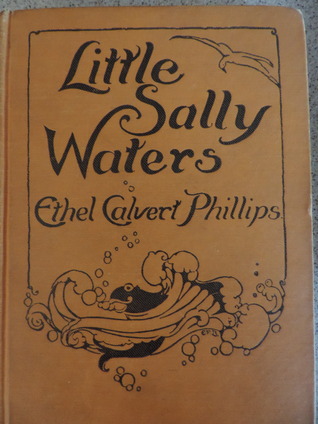 Little
Sally
Waters
Ethel Calvert Phillips